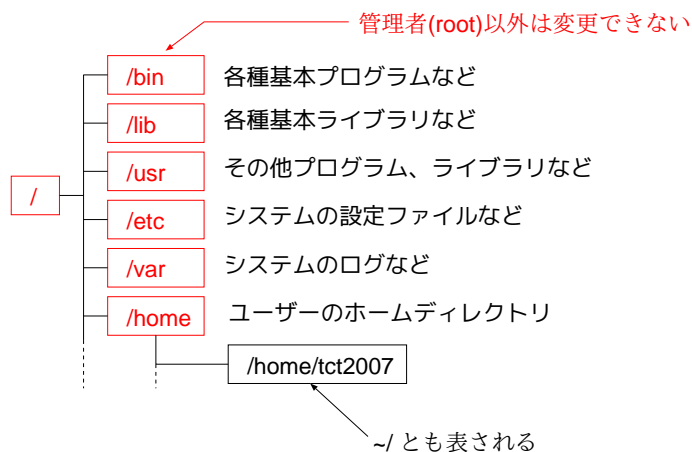 管理者(root)以外は変更できない
/bin 各種基本プログラムなど
/lib 各種基本ライブラリなど
/usr その他プログラム、ライブラリなど
/
/etc システムの設定ファイルなど
/var システムのログなど
/home ユーザーのホームディレクトリ
/home/tct2007
~/ とも表される